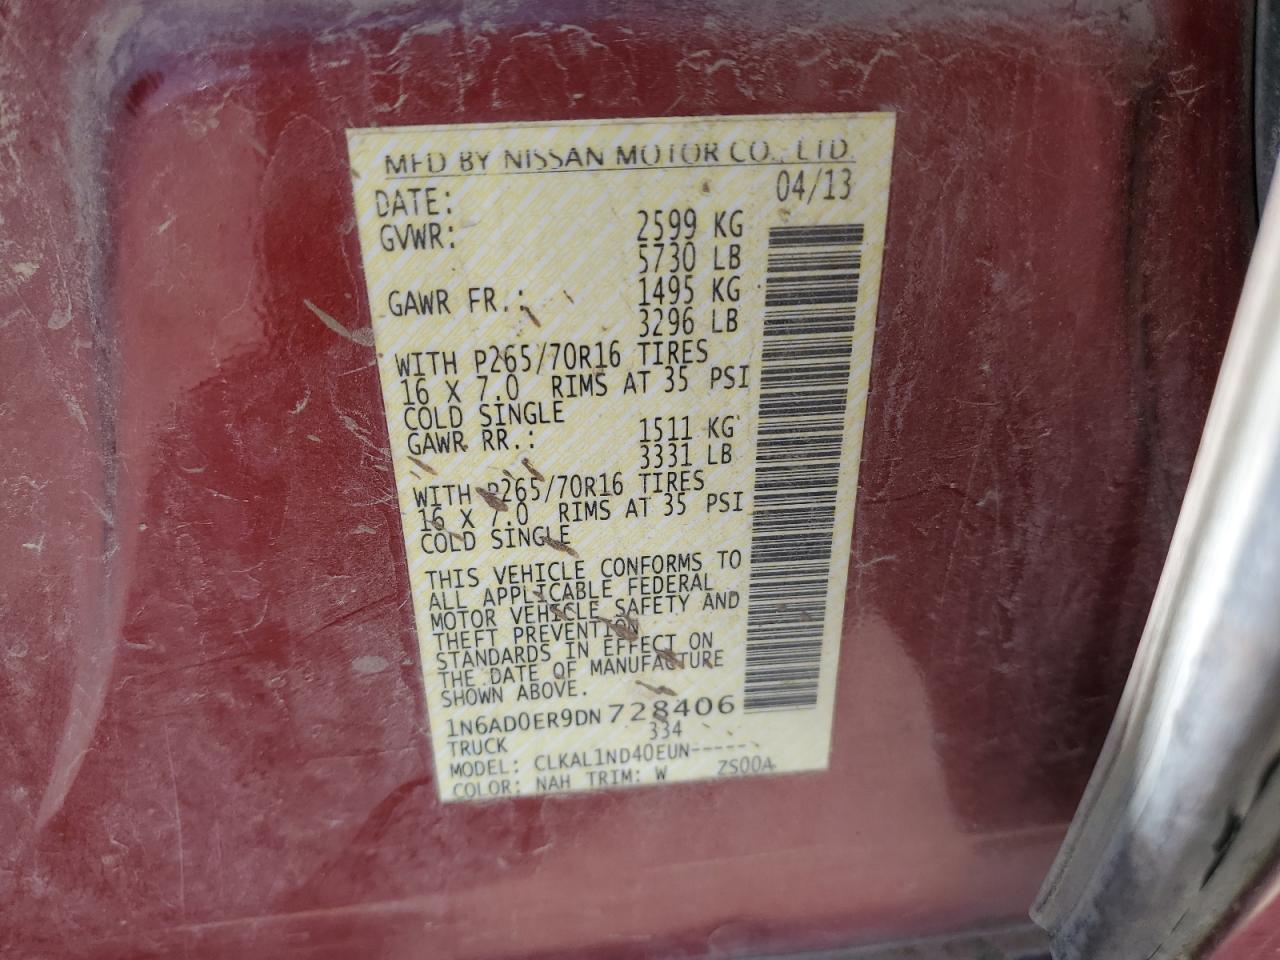 MFD BY NISSAN MOTOR CO., LTD.
DATE: 04/13
GVWR: 2599 KG
5730 LB
GAWR FR.: 1495 KG
3296 LB
WITH P265/70R16 TIRES
16 X 7.0 RIMS AT 35 PSI
COLD SINGLE
GAWR RR.: 1511 KG
3331 LB
WITH P265/70R16 TIRES
16 X 7.0 RIMS AT 35 PSI
COLD SINGLE
THIS VEHICLE CONFORMS TO
ALL APPLICABLE FEDERAL
MOTOR VEHICLE SAFETY AND
THEFT PREVENTION
STANDARDS IN EFFECT ON
THE DATE OF MANUFACTURE
SHOWN ABOVE.
1N6AD0ER9DN728406
TRUCK 334
MODEL: CLKAL1ND40EUN------
COLOR: NAH TRIM: W ZS00A